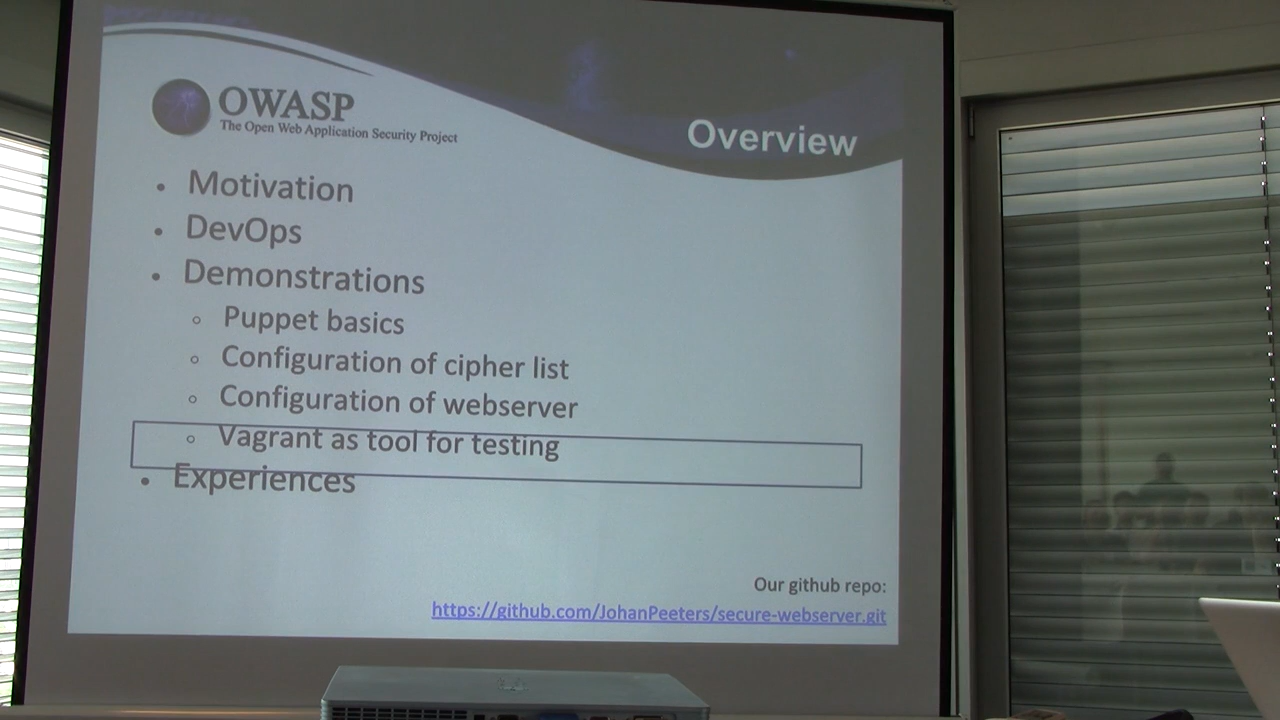 OWASP
The Open Web Application Security Project
Overview
• Motivation
• DevOps
• Demonstrations
○ Puppet basics
○ Configuration of cipher list
○ Configuration of webserver
○ Vagrant as tool for testing
• Experiences
Our github repo:
https://github.com/JohanPeeters/secure-webserver.git